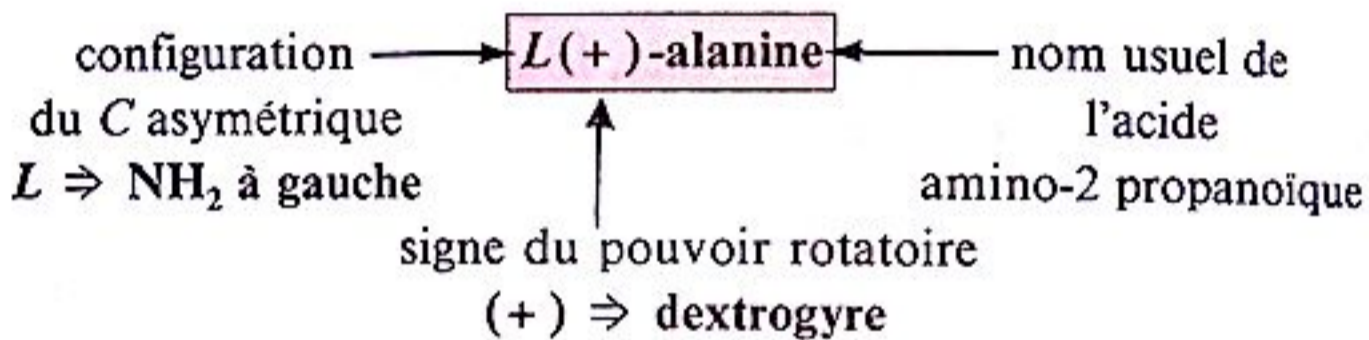 configuration
du C asymétrique
L ⇒ NH₂ à gauche
L(+)-alanine
nom usuel de
l'acide
amino-2 propanoïque
signe du pouvoir rotatoire
(+) ⇒ dextrogyre